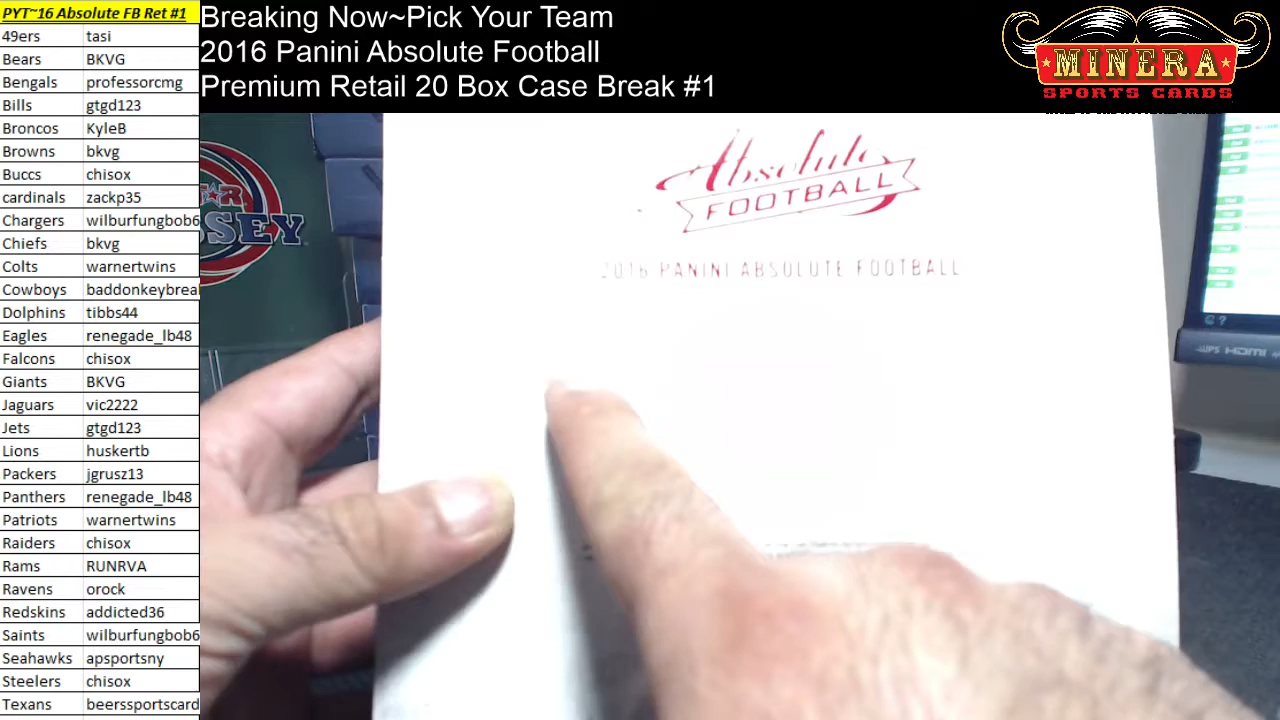 PYT~16 Absolute FB Ret #1
49ers tasi
Bears BKVG
Bengals professorcmg
Bills gtgd123
Broncos KyleB
Browns bkvg
Buccs chisox
cardinals zackp35
Chargers wilburfungbob6
Chiefs bkvg
Colts warnertwins
Cowboys baddonkeybreak
Dolphins tibbs44
Eagles renegade_lb48
Falcons chisox
Giants BKVG
Jaguars vic2222
Jets gtgd123
Lions huskertb
Packers jgrusz13
Panthers renegade_lb48
Patriots warnertwins
Raiders chisox
Rams RUNRVA
Ravens orock
Redskins addicted36
Saints wilburfungbob6
Seahawks apsportsny
Steelers chisox
Texans beerssportscard
Breaking Now~Pick Your Team
2016 Panini Absolute Football
Premium Retail 20 Box Case Break #1
MINERA
SPORTS CARDS
Absolute
FOOTBALL
2016 PANINI ABSOLUTE FOOTBALL
IPS HDMI